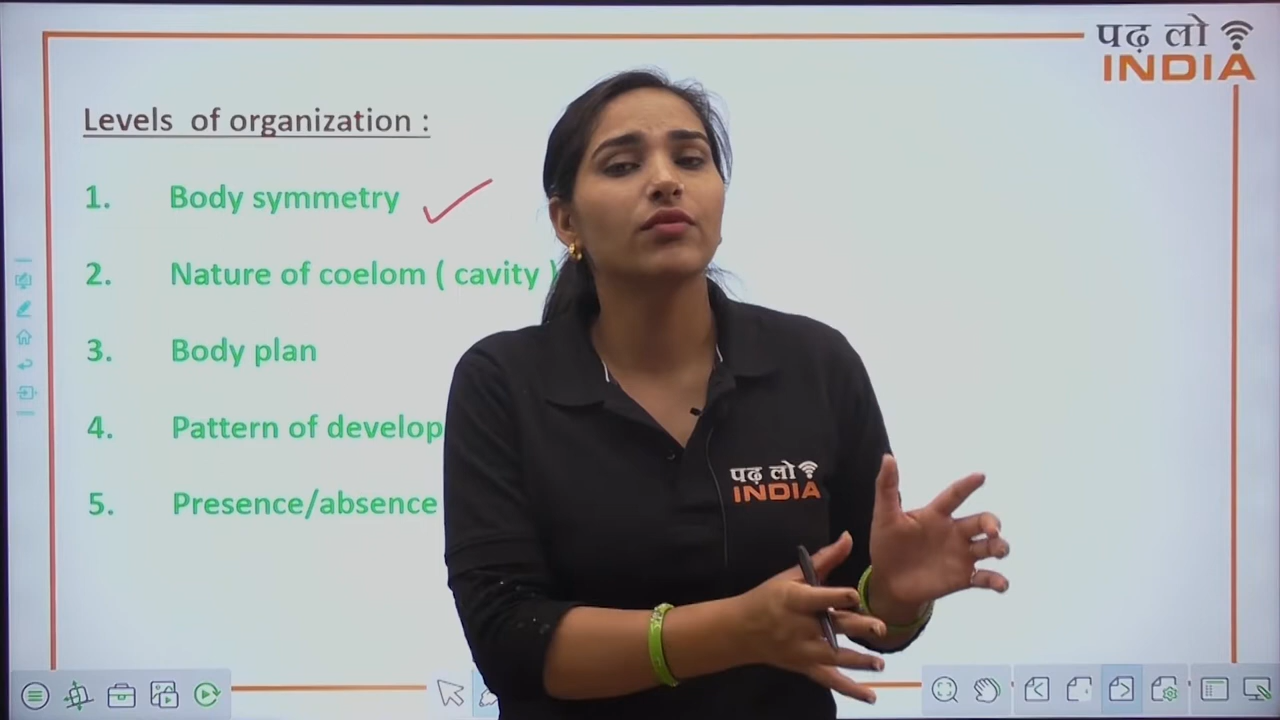 पढ़ लो
INDIA
Levels of organization :
1. Body symmetry
2. Nature of coelom ( cavity )
3. Body plan
4. Pattern of develop
5. Presence/absence
पढ़ लो
INDIA